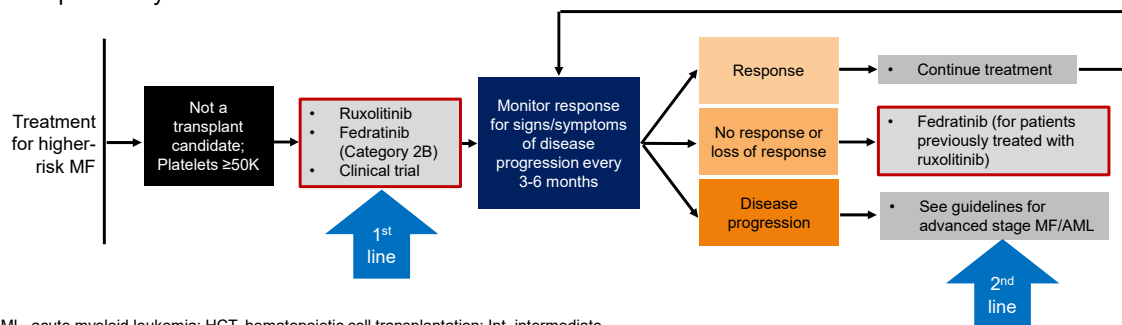 Treatment
for higher-
risk MF
Not a
transplant
candidate;
Platelets ≥50K
• Ruxolitinib
• Fedratinib
(Category 2B)
• Clinical trial
1st
line
Monitor response
for signs/symptoms
of disease
progression every
3-6 months
Response
• Continue treatment
No response or
loss of response
• Fedratinib (for patients
previously treated with
ruxolitinib)
Disease
progression
• See guidelines for
advanced stage MF/AML
2nd
line